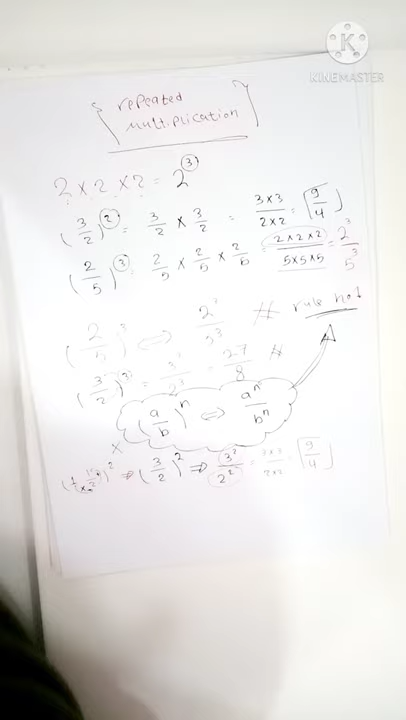 KINEMASTER
repeated
multiplication
2 × 2 × 2 = 2^3
(3/2)^2 = 3/2 × 3/2 = (3×3)/(2×2) = 9/4
(2/5)^3 = 2/5 × 2/5 × 2/5 = (2×2×2)/(5×5×5) = 2^3/5^3
(2/5)^3 ⇔ 2^3/5^3 # rule no1
(3/2)^3 = 3^3/2^3 = 27/8 #
(a/b)^n ⇔ a^n/b^n
⇒ (3/2)^2 ⇒ 3^2/2^2 = (3×3)/(2×2) = 9/4